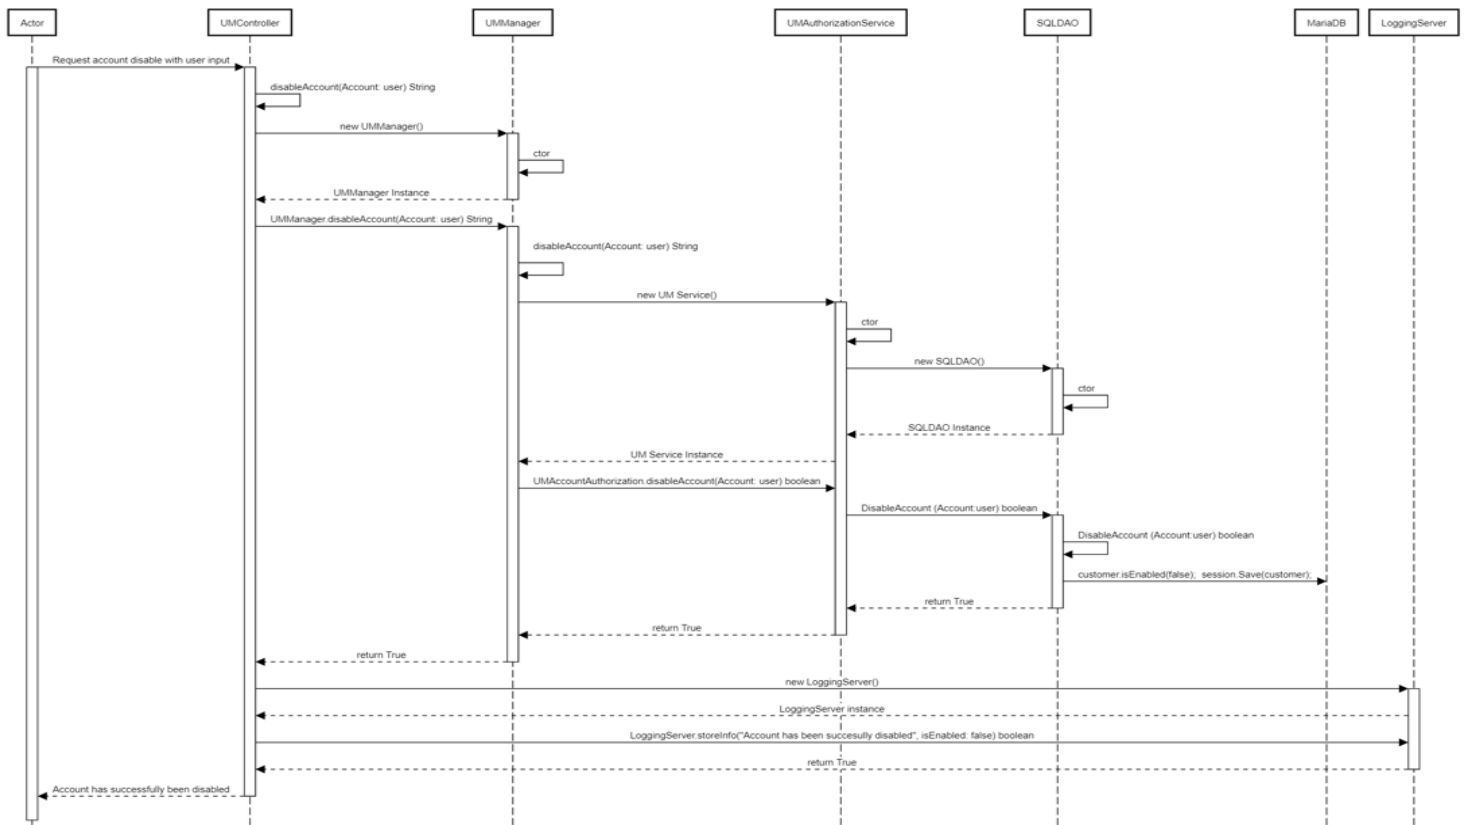 Actor
UMController
UMManager
UMAuthorizationService
SQLDAO
MariaDB
LoggingServer
Request account disable with user input
disableAccount(Account: user) String
new UMManager()
ctor
UMManager Instance
UMManager.disableAccount(Account: user) String
disableAccount(Account: user) String
new UM Service()
ctor
new SQLDAO()
ctor
SQLDAO Instance
UM Service Instance
UMAccountAuthorization.disableAccount(Account: user) boolean
DisableAccount (Account:user) boolean
DisableAccount (Account:user) boolean
customer.isEnabled(false); session.Save(customer);
return True
return True
return True
new LoggingServer()
LoggingServer instance
LoggingServer.storeInfo("Account has been succesully disabled", isEnabled: false) boolean
return True
Account has successfully been disabled